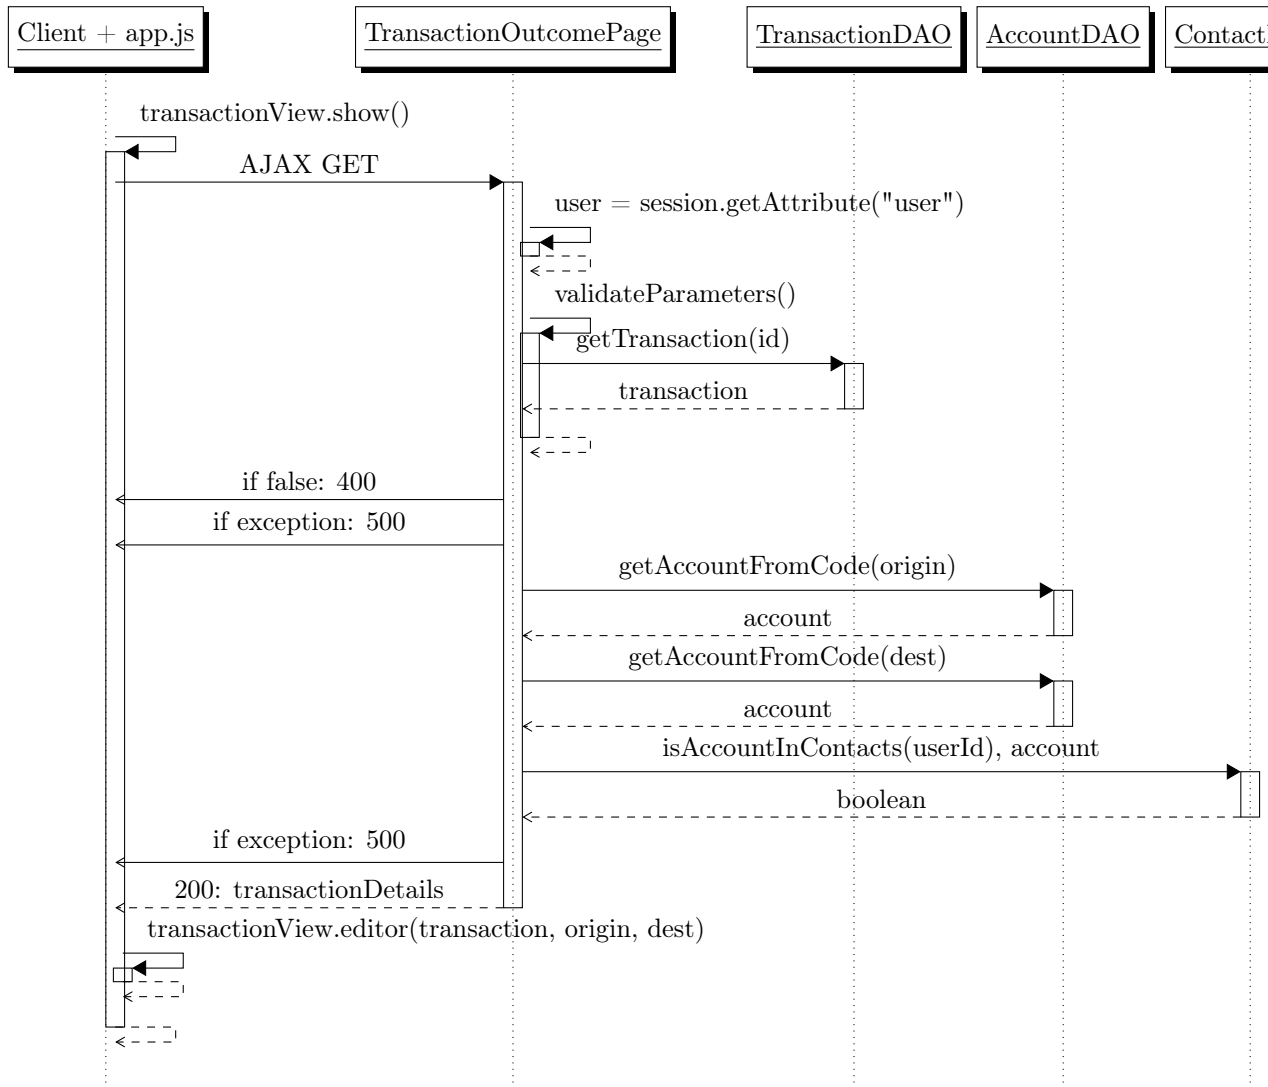 Client + app.js
TransactionOutcomePage
TransactionDAO
AccountDAO
transactionView.show()
AJAX GET
user = session.getAttribute("user")
validateParameters()
getTransaction(id)
transaction
if false: 400
if exception: 500
getAccountFromCode(origin)
account
getAccountFromCode(dest)
account
isAccountInContacts(userId), account
boolean
if exception: 500
200: transactionDetails
transactionView.editor(transaction, origin, dest)